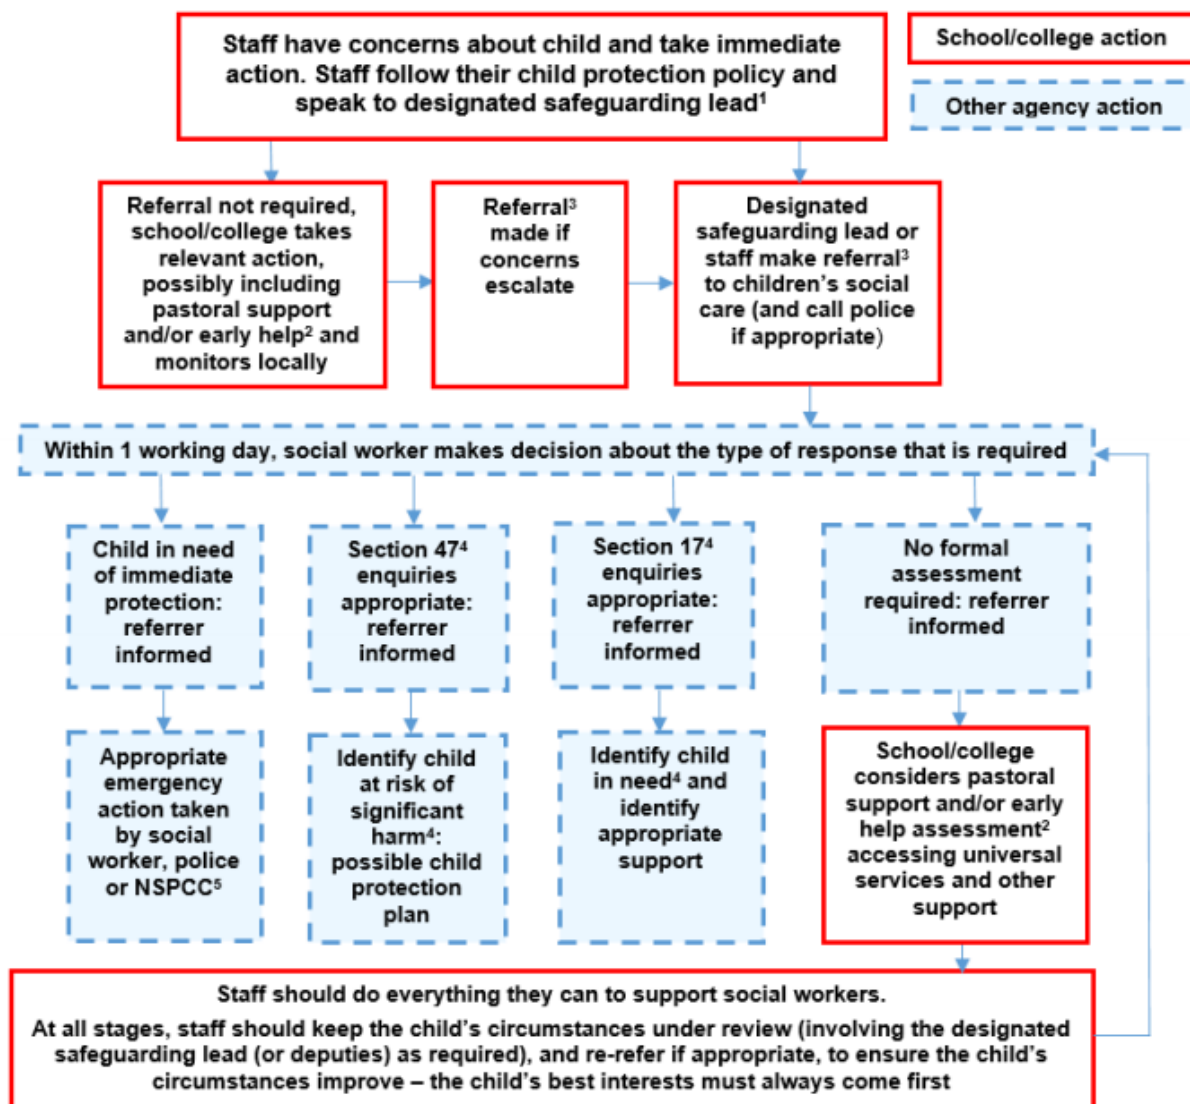 Staff have concerns about child and take immediate
action. Staff follow their child protection policy and
speak to designated safeguarding lead¹
School/college action
Other agency action
Referral not required,
school/college takes
relevant action,
possibly including
pastoral support
and/or early help² and
monitors locally
Referral³
made if
concerns
escalate
Designated
safeguarding lead or
staff make referral³
to children’s social
care (and call police
if appropriate)
Within 1 working day, social worker makes decision about the type of response that is required
Child in need
of immediate
protection:
referrer
informed
Section 47⁴
enquiries
appropriate:
referrer
informed
Section 17⁴
enquiries
appropriate:
referrer
informed
No formal
assessment
required: referrer
informed
Appropriate
emergency
action taken
by social
worker, police
or NSPCC⁵
Identify child
at risk of
significant
harm⁴:
possible child
protection
plan
Identify child
in need⁴ and
identify
appropriate
support
School/college
considers pastoral
support and/or early
help assessment²
accessing universal
services and other
support
Staff should do everything they can to support social workers.
At all stages, staff should keep the child’s circumstances under review (involving the designated
safeguarding lead (or deputies) as required), and re-refer if appropriate, to ensure the child’s
circumstances improve – the child’s best interests must always come first